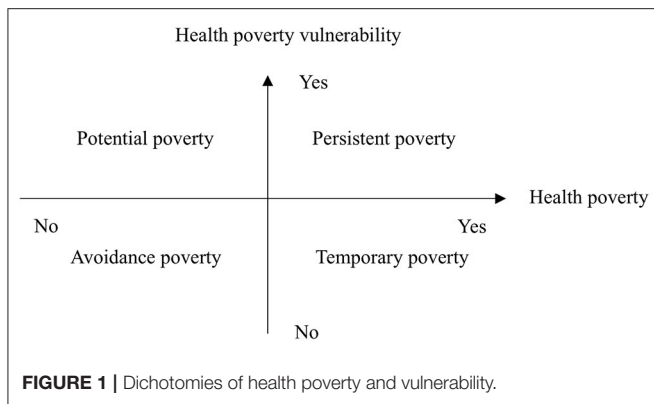 Health poverty vulnerability
Yes
Potential poverty Persistent poverty
Health poverty
No Yes
Avoidance poverty Temporary poverty
No
FIGURE 1 | Dichotomies of health poverty and vulnerability.